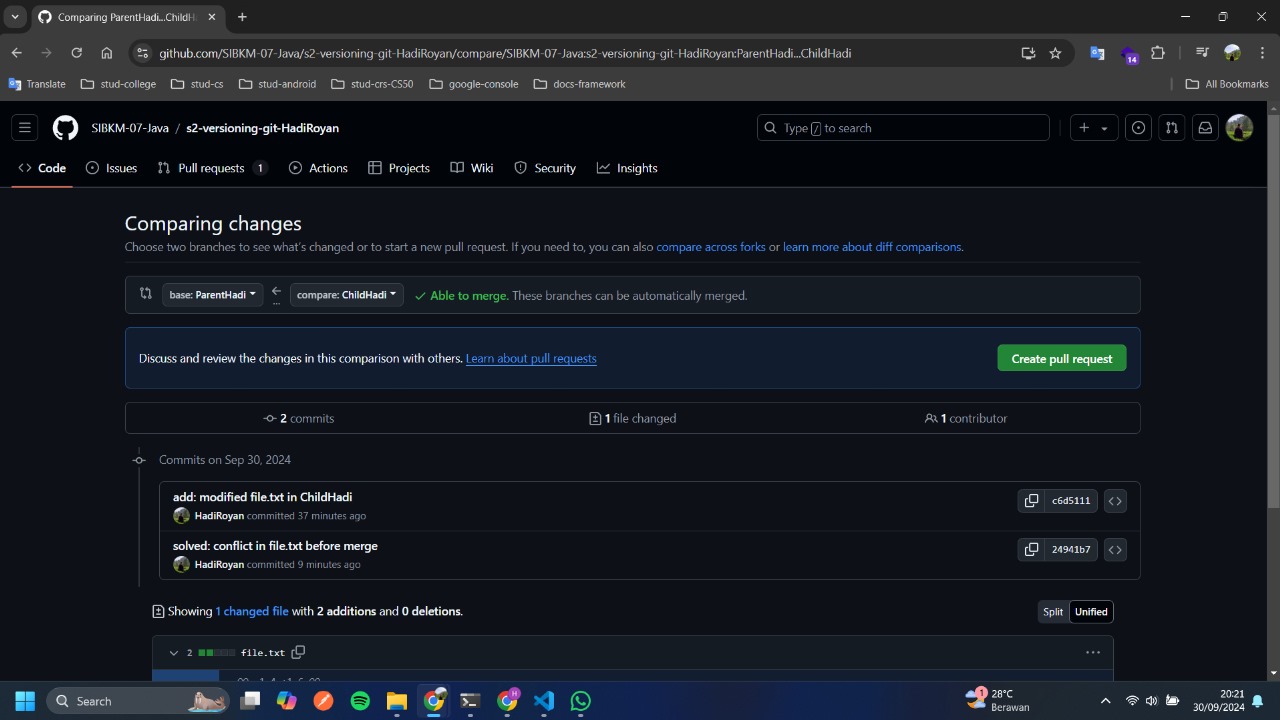 Comparing ParentHadi...ChildH
github.com/SIBKM-07-Java/s2-versioning-git-HadiRoyan/compare/SIBKM-07-Java:s2-versioning-git-HadiRoyan:ParentHadi...ChildHadi
14
Translate stud-college stud-cs stud-android stud-crs-CS50 google-console docs-framework All Bookmarks
SIBKM-07-Java / s2-versioning-git-HadiRoyan
Type / to search
Code Issues Pull requests 1 Actions Projects Wiki Security Insights
Comparing changes
Choose two branches to see what's changed or to start a new pull request. If you need to, you can also compare across forks or learn more about diff comparisons.
base: ParentHadi ... compare: ChildHadi Able to merge. These branches can be automatically merged.
Discuss and review the changes in this comparison with others. Learn about pull requests
Create pull request
2 commits 1 file changed 1 contributor
Commits on Sep 30, 2024
add: modified file.txt in ChildHadi
c6d5111
HadiRoyan committed 37 minutes ago
solved: conflict in file.txt before merge
24941b7
HadiRoyan committed 9 minutes ago
Showing 1 changed file with 2 additions and 0 deletions.
Split Unified
2 file.txt
Search
H
1
28°C
Berawan
20:21
30/09/2024